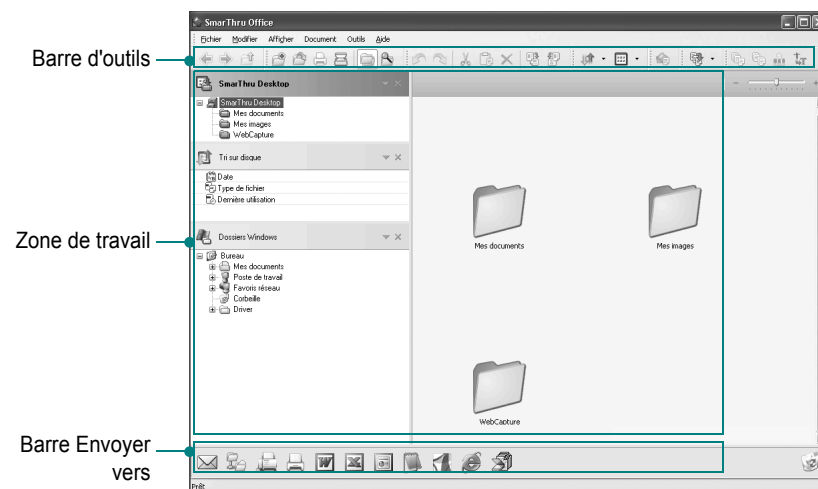 SmarThru Office
Fichier Modifier Afficher Document Outils Aide
Barre d'outils
SmarThru Desktop
SmarThru Desktop
Mes documents
Mes images
WebCapture
Tri sur disque
Date
Type de fichier
Dernière utilisation
Zone de travail
Dossiers Windows
Bureau
Mes documents
Poste de travail
Favoris réseau
Corbeille
Driver
Mes documents
Mes images
WebCapture
Barre Envoyer
vers
Prêt